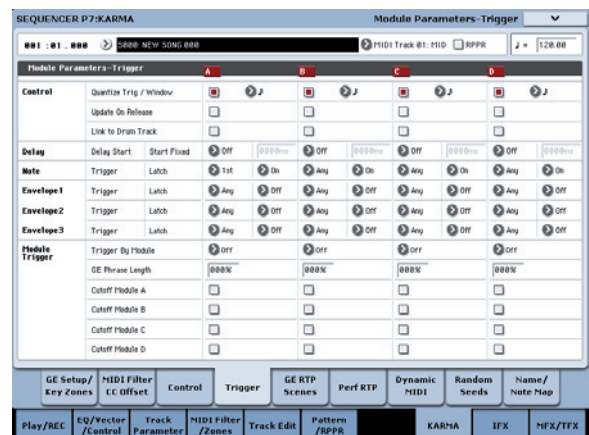 SEQUENCER P7:KARMA Module Parameters-Trigger
001 :01 .000 S000: NEW SONG 000 MIDI Track 01: MID RPPR ♩ = 120.00
Module Parameters-Trigger A B C D
Control Quantize Trig / Window ♪ ♪ ♪ ♪
Update On Release
Link to Drum Track
Delay Delay Start Start Fixed Off 0000ms Off 0000ms Off 0000ms Off 0000ms
Note Trigger Latch 1st On Any On Any On Any On
Envelope1 Trigger Latch Any Off Any Off Any Off Any Off
Envelope2 Trigger Latch Any Off Any Off Any Off Any Off
Envelope3 Trigger Latch Any Off Any Off Any Off Any Off
Module Trigger Trigger By Module Off Off Off Off
GE Phrase Length 000% 000% 000% 000%
Cutoff Module A
Cutoff Module B
Cutoff Module C
Cutoff Module D
GE Setup/ Key Zones MIDI Filter CC Offset Control Trigger GE RTP Scenes Perf RTP Dynamic MIDI Random Seeds Name/ Note Map
Play/REC EQ/Vector /Control Track Parameter MIDI Filter /Zones Track Edit Pattern /RPPR KARMA IFX MFX/TFX